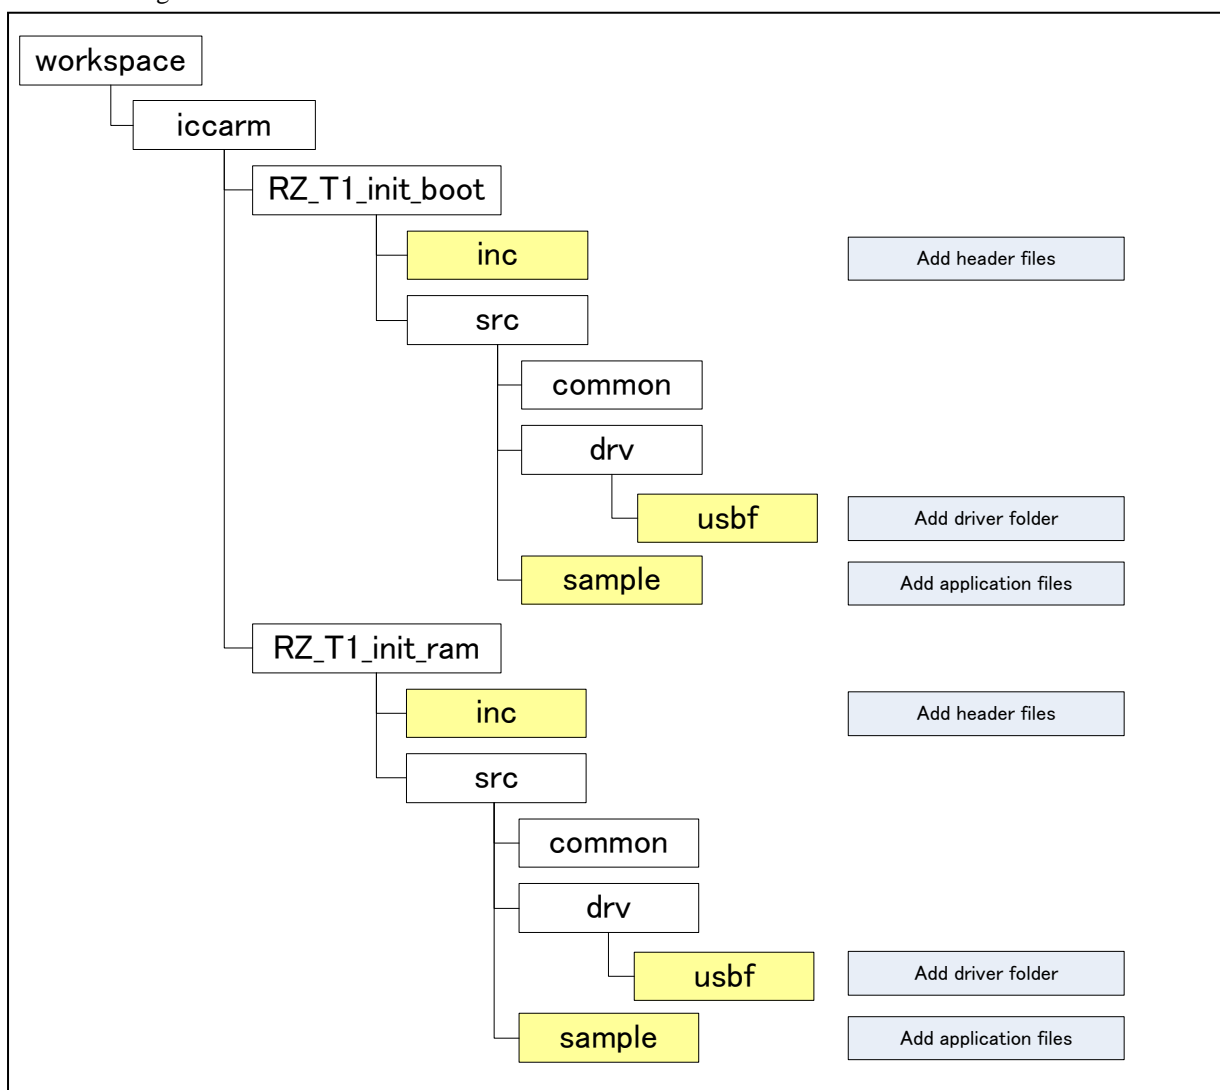 workspace
iccarm
RZ_T1_init_boot
inc
Add header files
src
common
drv
usbf
Add driver folder
sample
Add application files
RZ_T1_init_ram
inc
Add header files
src
common
drv
usbf
Add driver folder
sample
Add application files